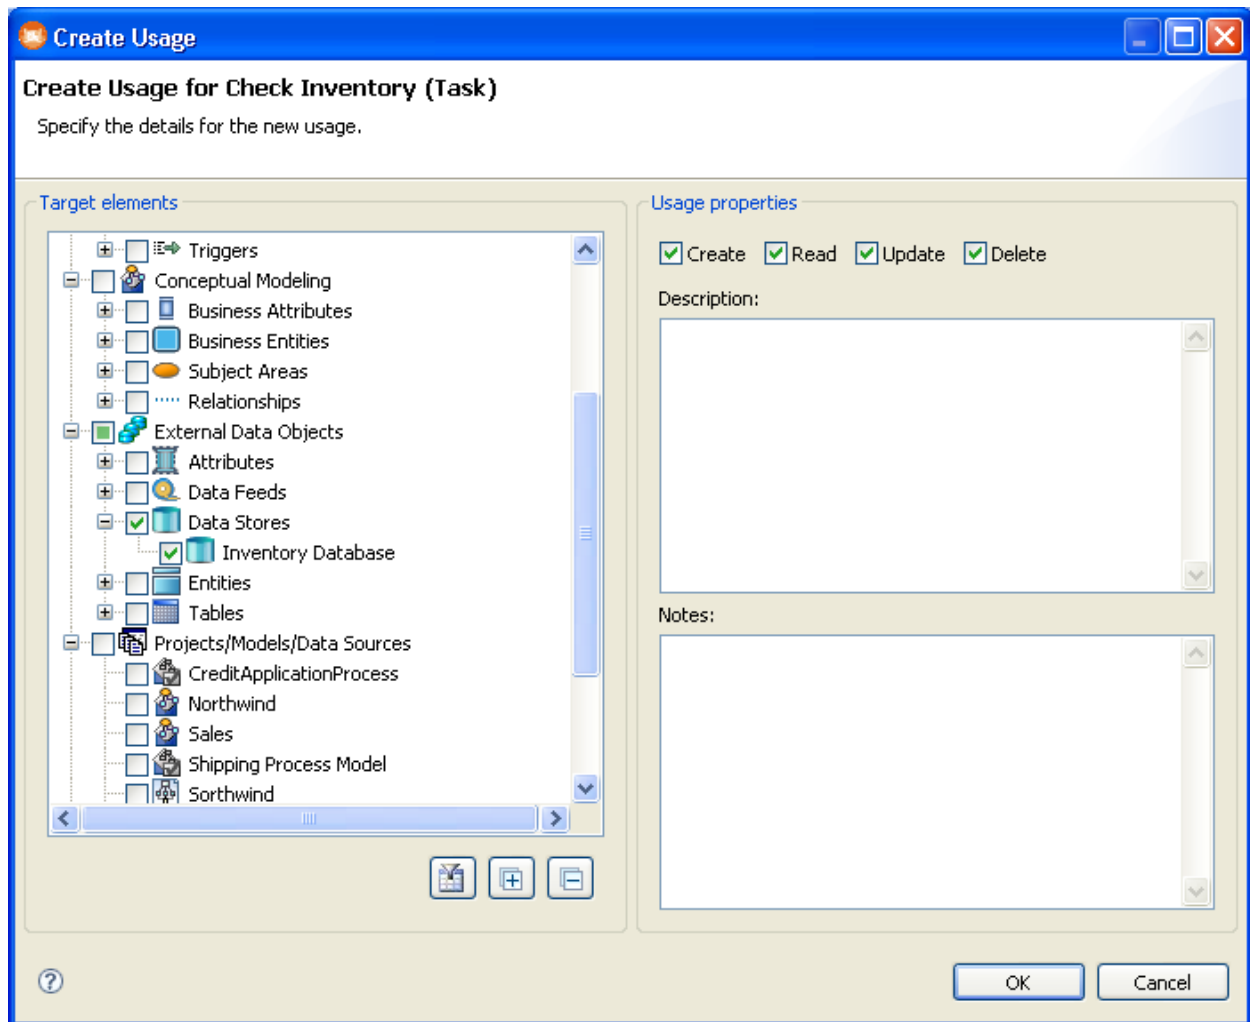 Create Usage
Create Usage for Check Inventory (Task)
Specify the details for the new usage.
Target elements
Triggers
Conceptual Modeling
Business Attributes
Business Entities
Subject Areas
Relationships
External Data Objects
Attributes
Data Feeds
Data Stores
Inventory Database
Entities
Tables
Projects/Models/Data Sources
CreditApplicationProcess
Northwind
Sales
Shipping Process Model
Sorthwind
Usage properties
Create Read Update Delete
Description:
Notes:
OK Cancel